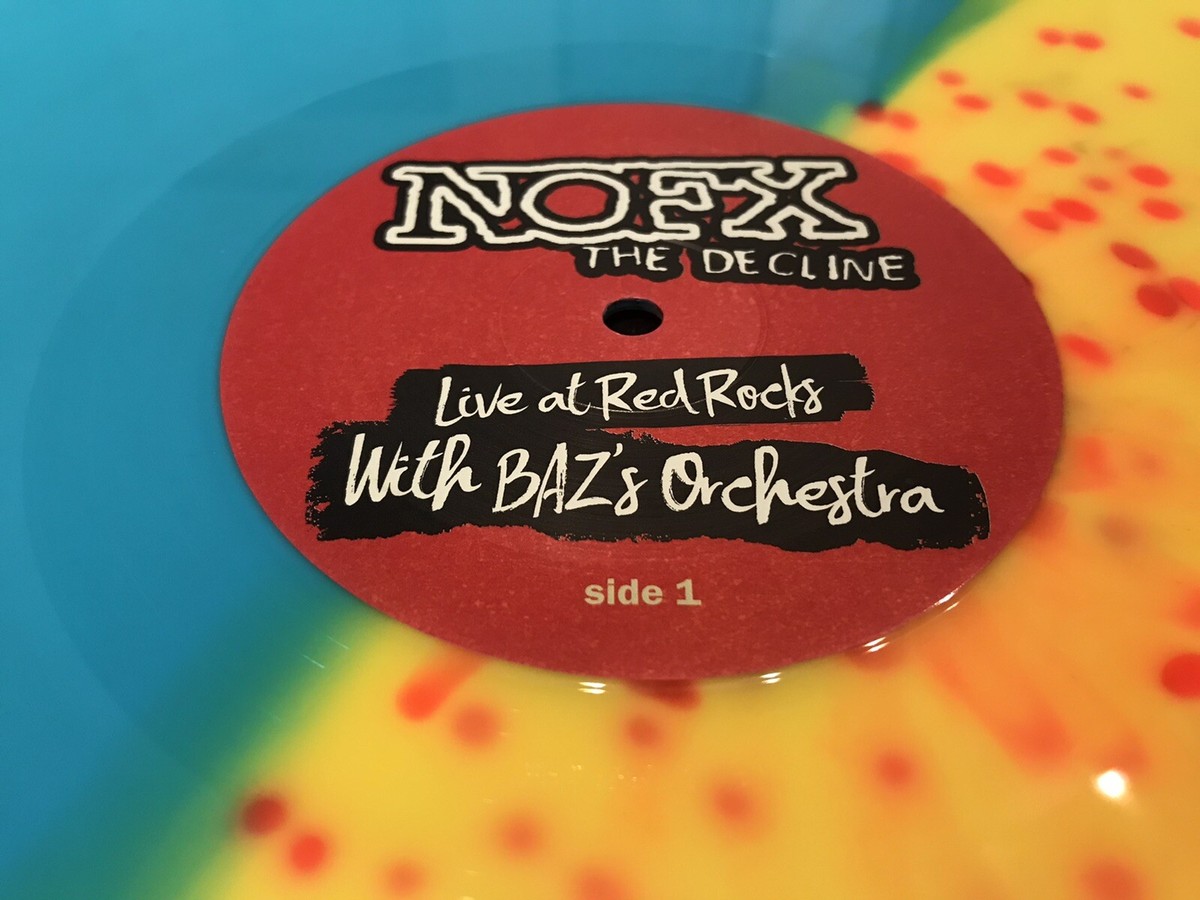 NOFX
THE DECLINE
Live at Red Rocks
With BAZ's Orchestra
side 1